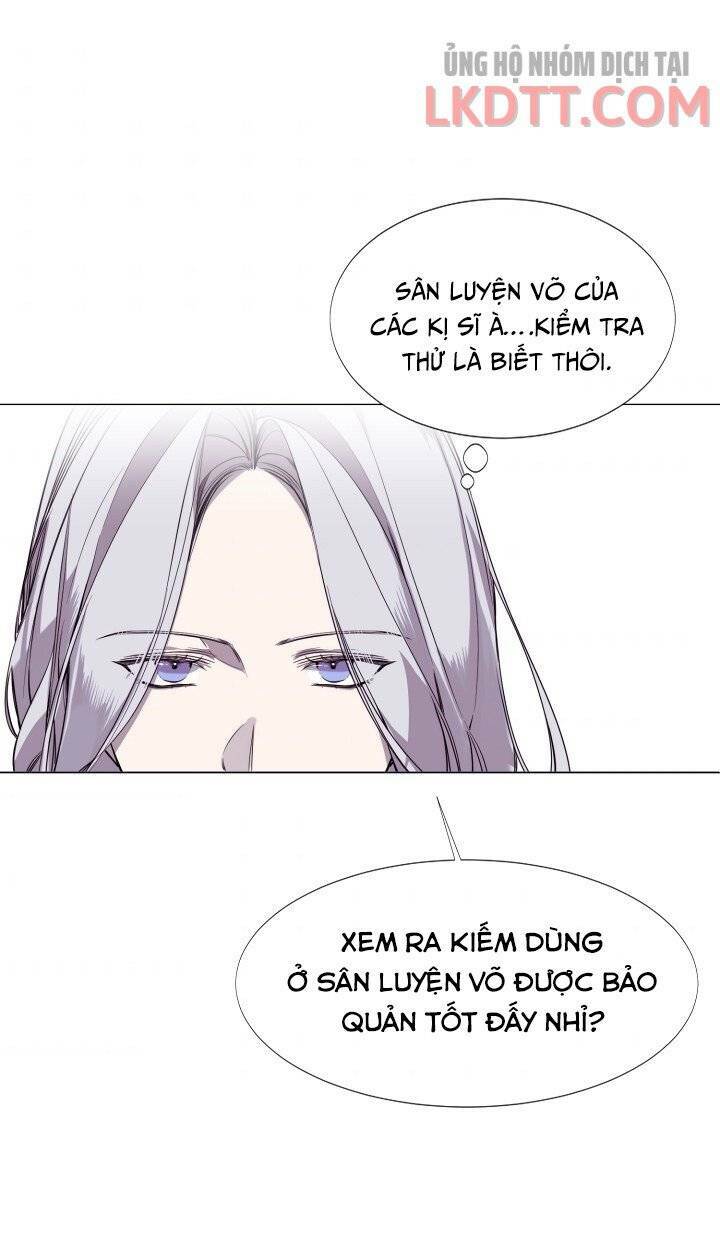 ỦNG HỘ NHÓM DỊCH TẠI
LKDTT.COM
SÂN LUYỆN VÕ CỦA
CÁC KỊ SĨ À....KIỂM TRA
THỬ LÀ BIẾT THÔI.
XEM RA KIẾM DÙNG
Ở SÂN LUYỆN VÕ ĐƯỢC BẢO
QUẢN TỐT ĐẤY NHỈ?